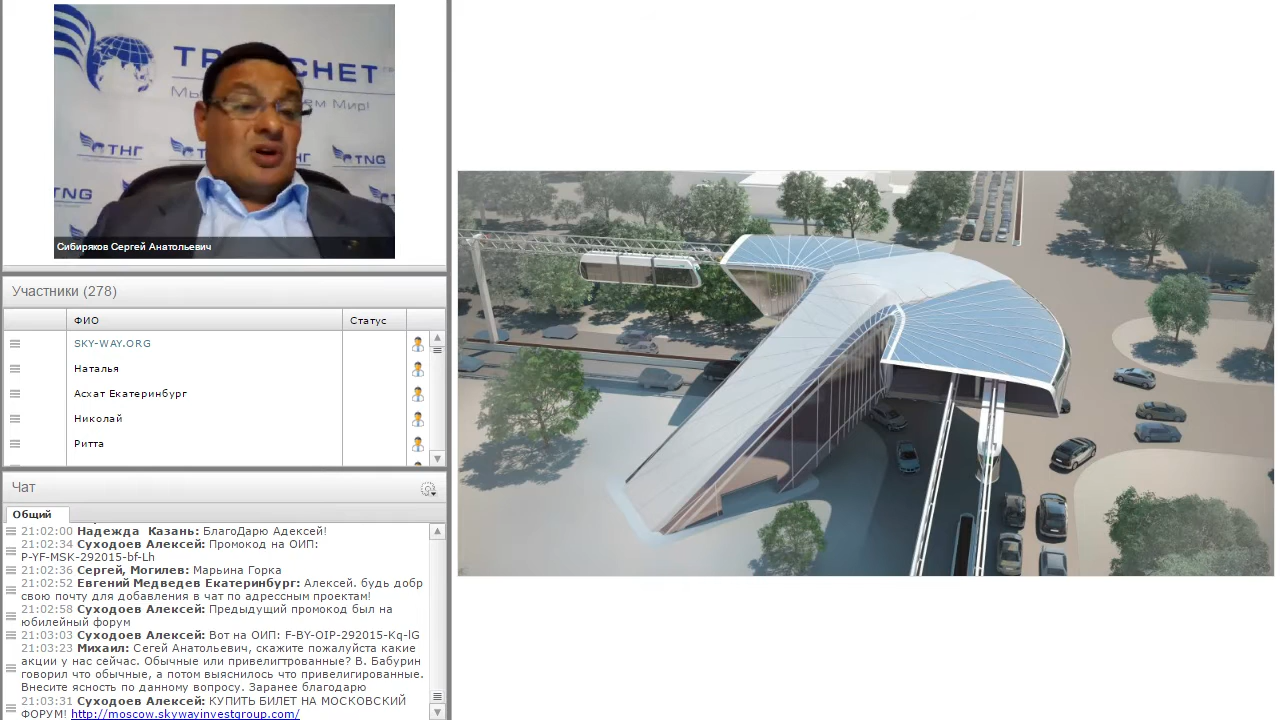 ЕМ Мир!
ТНГ
TNG
TNG
Сибиряков Сергей Анатольевич
Участники (278)
ФИО Статус
SKY-WAY.ORG
Наталья
Асхат Екатеринбург
Николай
Ритта
Чат
Общий
21:02:00 Надежда Казань: БлагоДарю Адексей!
21:02:34 Суходоев Алексей: Промокод на ОИП:
P-YF-MSK-292015-bf-Lh
21:02:36 Сергей, Могилев: Марьина Горка
21:02:52 Евгений Медведев Екатеринбург: Алексей. будь добр
свою почту для добавления в чат по адрессным проектам!
21:02:58 Суходоев Алексей: Предыдущий промокод был на
юбилейный форум
21:03:03 Суходоев Алексей: Вот на ОИП: F-BY-OIP-292015-Kq-lG
21:03:23 Михаил: Сегей Анатольевич, скажите пожалуйста какие
акции у нас сейчас. Обычные или привелигтрованные? В. Бабурин
говорил что обычные, а потом выяснилось что привелигированные.
Внесите ясность по данному вопросу. Заранее благодарю
21:03:31 Суходоев Алексей: КУПИТЬ БИЛЕТ НА МОСКОВСКИЙ
ФОРУМ! http://moscow.skywayinvestgroup.com/